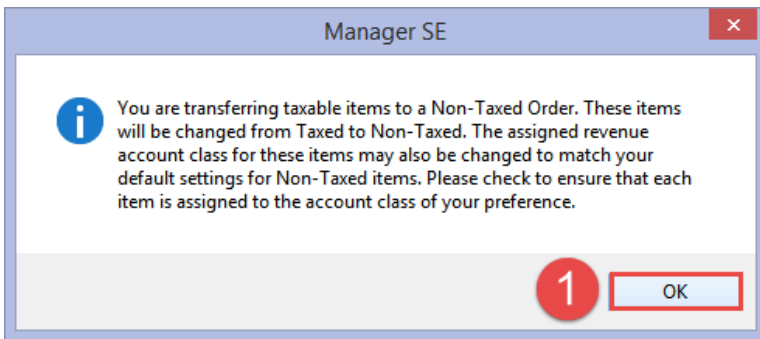 Manager SE
You are transferring taxable items to a Non-Taxed Order. These items
will be changed from Taxed to Non-Taxed. The assigned revenue
account class for these items may also be changed to match your
default settings for Non-Taxed items. Please check to ensure that each
item is assigned to the account class of your preference.
1 OK